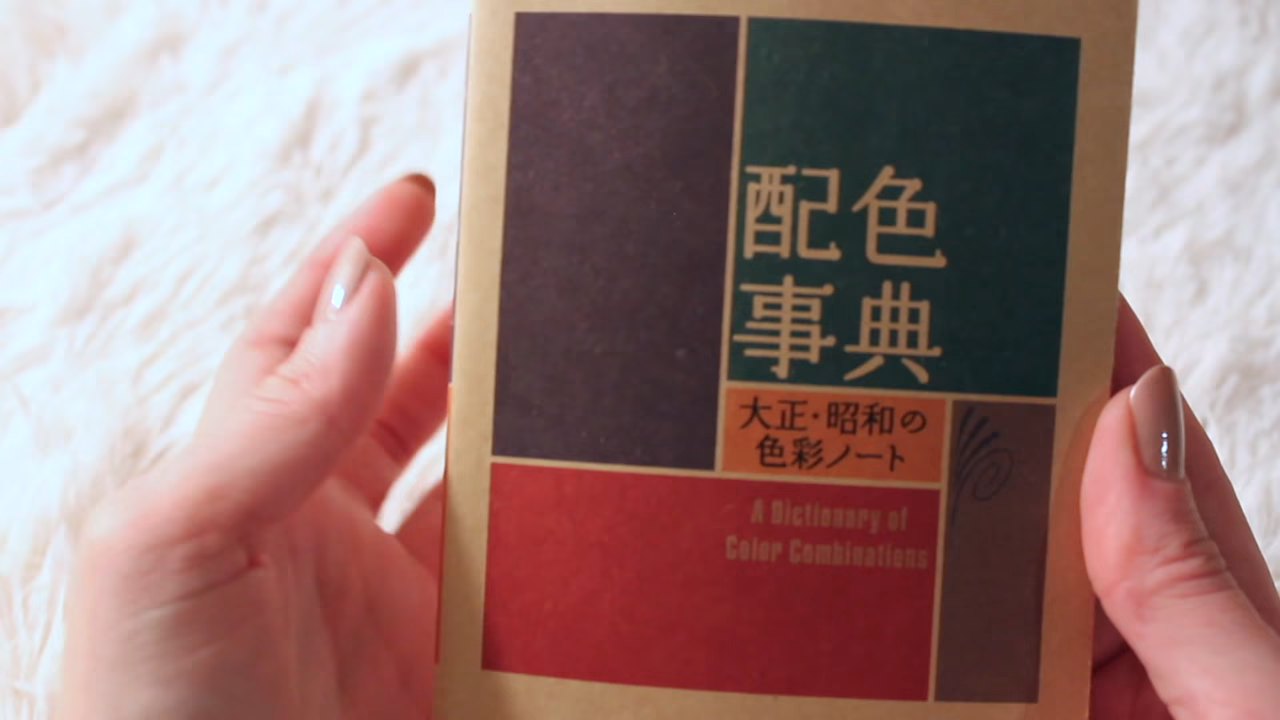 配色
事典
大正・昭和の
色彩ノート
A Dictionary of
Color Combinations